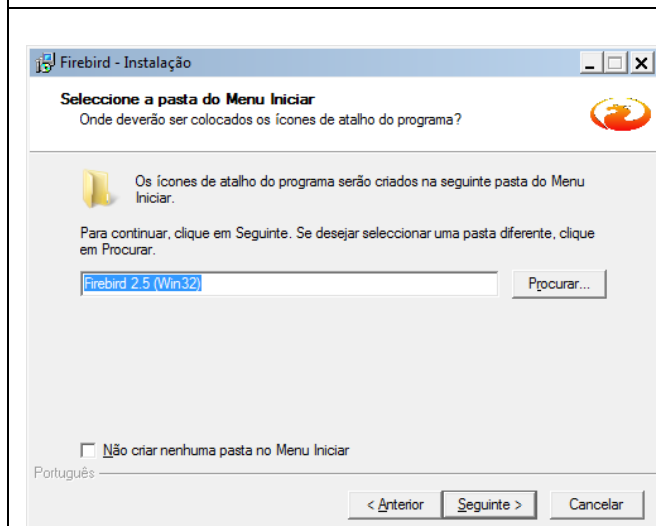 Firebird - Instalação
Seleccione a pasta do Menu Iniciar
Onde deverão ser colocados os ícones de atalho do programa?
Os ícones de atalho do programa serão criados na seguinte pasta do Menu
Iniciar.
Para continuar, clique em Seguinte. Se desejar seleccionar uma pasta diferente, clique
em Procurar.
Firebird 2.5 (Win32)
Procurar...
Não criar nenhuma pasta no Menu Iniciar
Português
< Anterior
Seguinte >
Cancelar